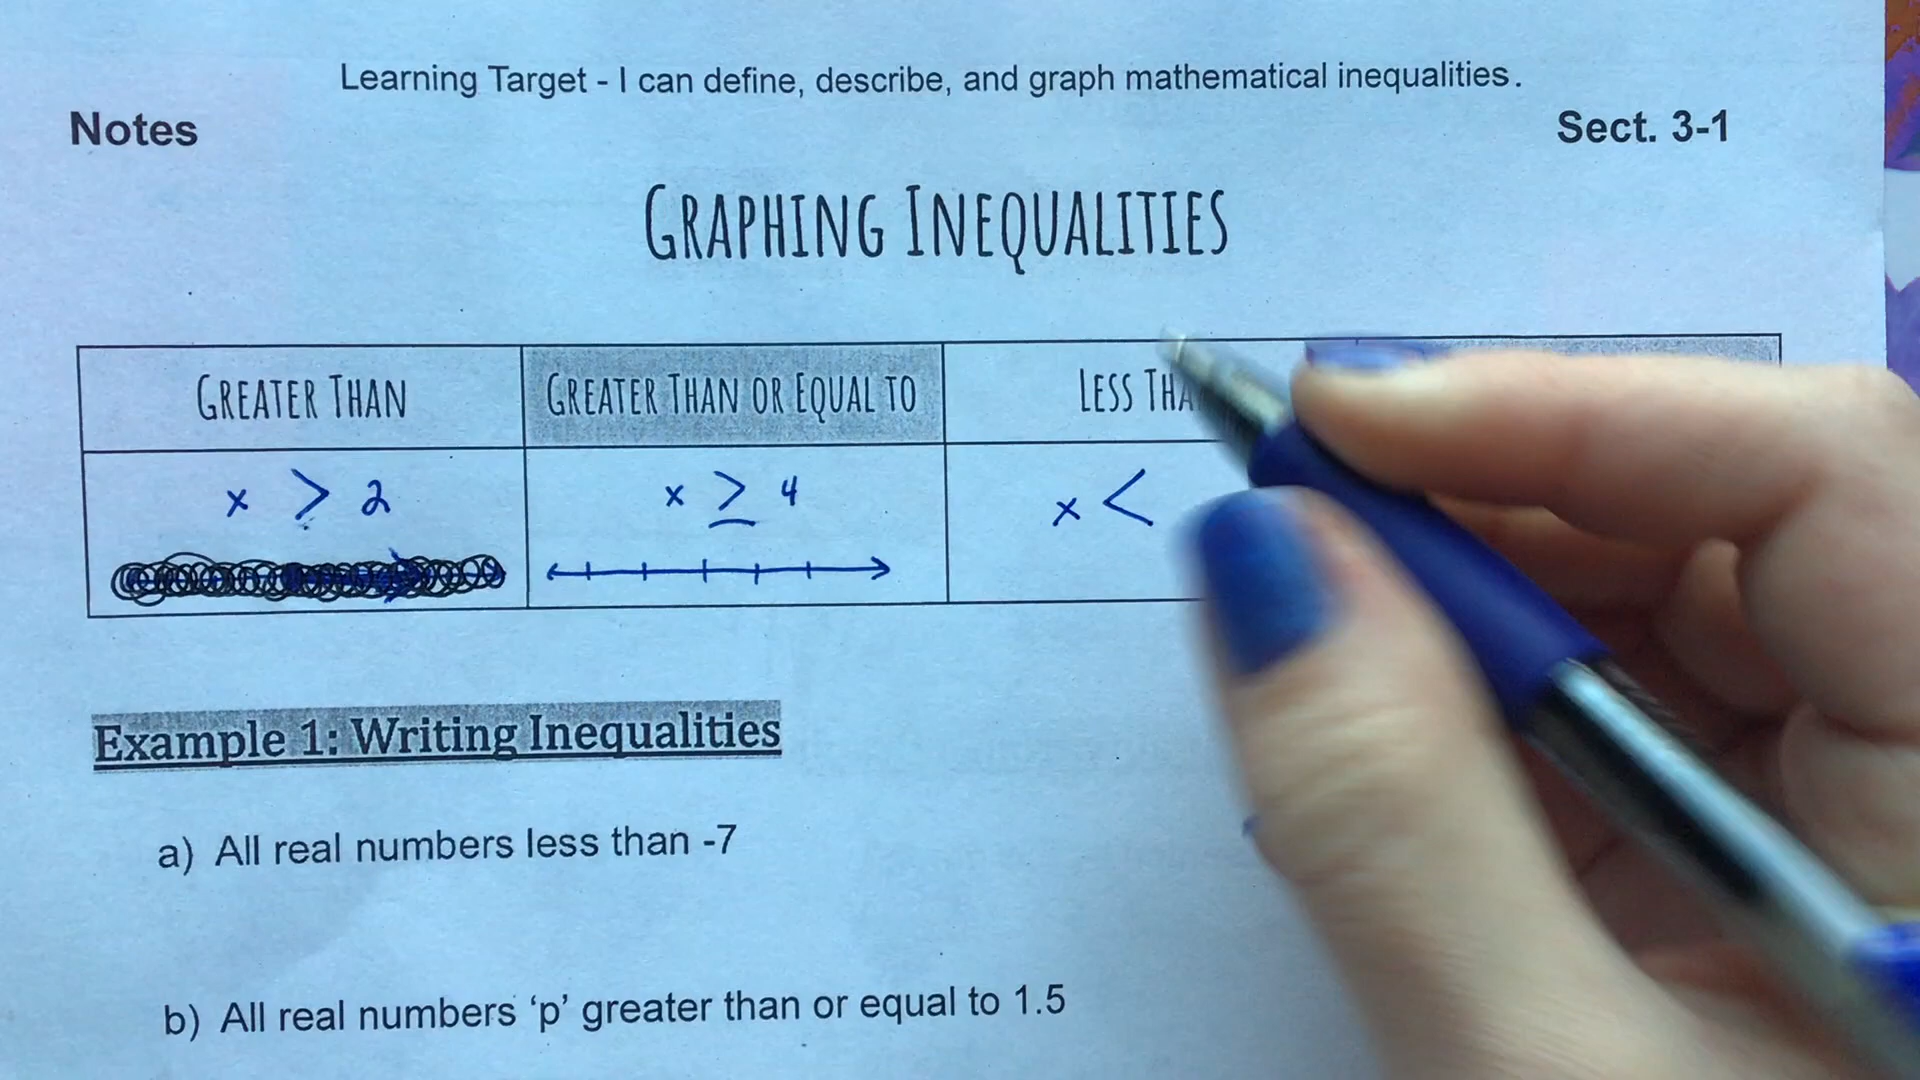 Learning Target - I can define, describe, and graph mathematical inequalities.
Notes
Sect. 3-1
GRAPHING INEQUALITIES
GREATER THAN
GREATER THAN OR EQUAL TO
LESS
x > 2
x ≥ 4
x <
Example 1: Writing Inequalities
a) All real numbers less than -7
b) All real numbers ‘p’ greater than or equal to 1.5